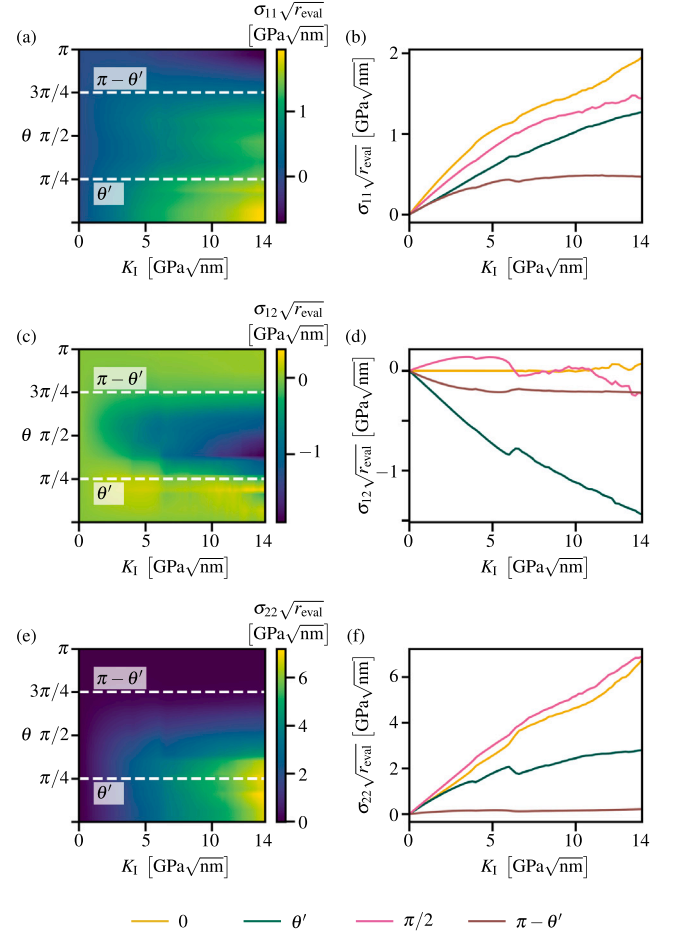 (a)
σ₁₁√r_eval
[GPa√nm]
π
3π/4
θ π/2
π/4
π − θ′
θ′
1
0
0 5 10 14
K_I [GPa√nm]
(b)
σ₁₁√r_eval [GPa√nm]
2
1
0
0 5 10 14
K_I [GPa√nm]
(c)
σ₁₂√r_eval
[GPa√nm]
π
3π/4
θ π/2
π/4
π − θ′
θ′
0
−1
0 5 10 14
K_I [GPa√nm]
(d)
σ₁₂√r_eval [GPa√nm]
0
−1
0 5 10 14
K_I [GPa√nm]
(e)
σ₂₂√r_eval
[GPa√nm]
π
3π/4
θ π/2
π/4
π − θ′
θ′
6
4
2
0
0 5 10 14
K_I [GPa√nm]
(f)
σ₂₂√r_eval [GPa√nm]
6
4
2
0
0 5 10 14
K_I [GPa√nm]
0 θ′ π/2 π − θ′